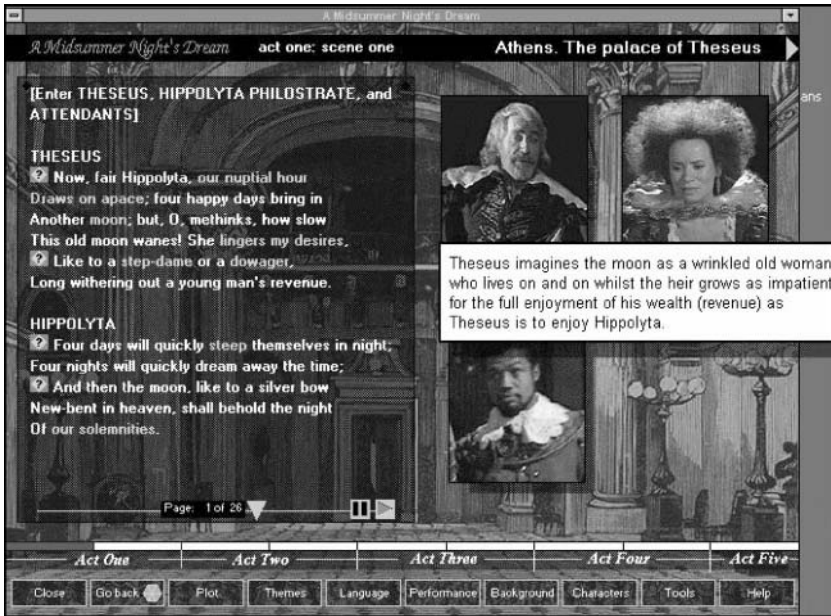 A Midsummer Night's Dream
A Midsummer Night's Dream act one: scene one Athens. The palace of Theseus
ans
[Enter THESEUS, HIPPOLYTA PHILOSTRATE, and
ATTENDANTS]
THESEUS
? Now, fair Hippolyta, our nuptial hour
Draws on apace; four happy days bring in
Another moon; but, O, methinks, how slow
This old moon wanes! She lingers my desires,
? Like to a step-dame or a dowager,
Long withering out a young man's revenue.
HIPPOLYTA
? Four days will quickly steep themselves in night;
Four nights will quickly dream away the time;
? And then the moon, like to a silver bow
New-bent in heaven, shall behold the night
Of our solemnities.
Theseus imagines the moon as a wrinkled old woman
who lives on and on whilst the heir grows as impatient
for the full enjoyment of his wealth (revenue) as
Theseus is to enjoy Hippolyta.
Page: 1 of 26
Act One Act Two Act Three Act Four Act Five
Close Go back Plot Themes Language Performance Background Characters Tools Help